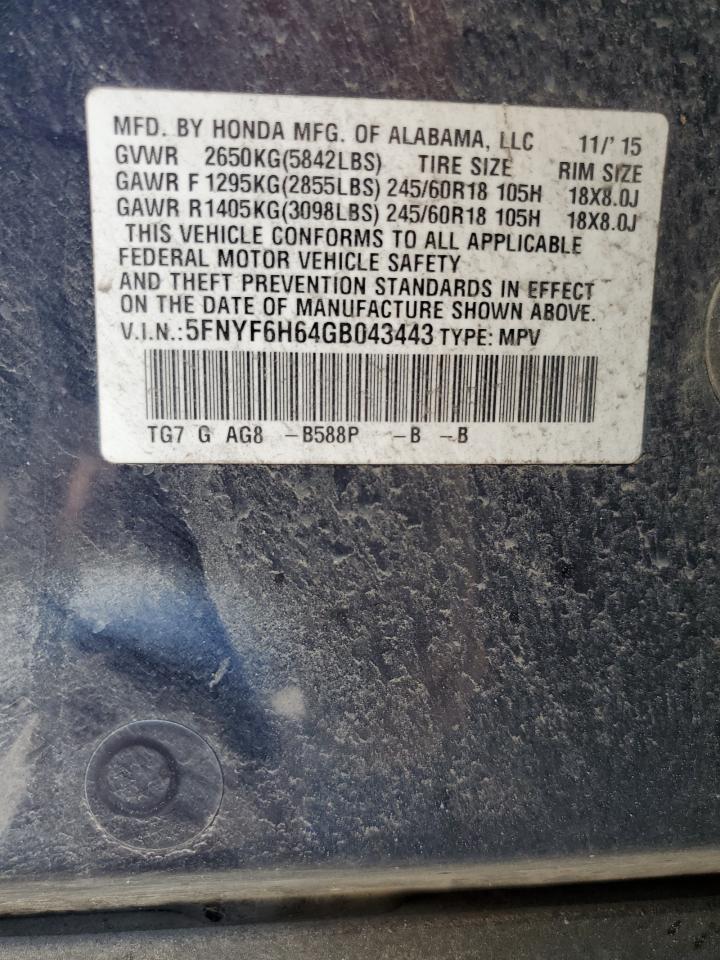 MFD. BY HONDA MFG. OF ALABAMA, LLC 11/'15
GVWR 2650KG(5842LBS) TIRE SIZE RIM SIZE
GAWR F 1295KG(2855LBS) 245/60R18 105H 18X8.0J
GAWR R1405KG(3098LBS) 245/60R18 105H 18X8.0J
THIS VEHICLE CONFORMS TO ALL APPLICABLE
FEDERAL MOTOR VEHICLE SAFETY
AND THEFT PREVENTION STANDARDS IN EFFECT
ON THE DATE OF MANUFACTURE SHOWN ABOVE.
V.I.N.:5FNYF6H64GB043443 TYPE: MPV
TG7 G AG8 -B588P -B -B